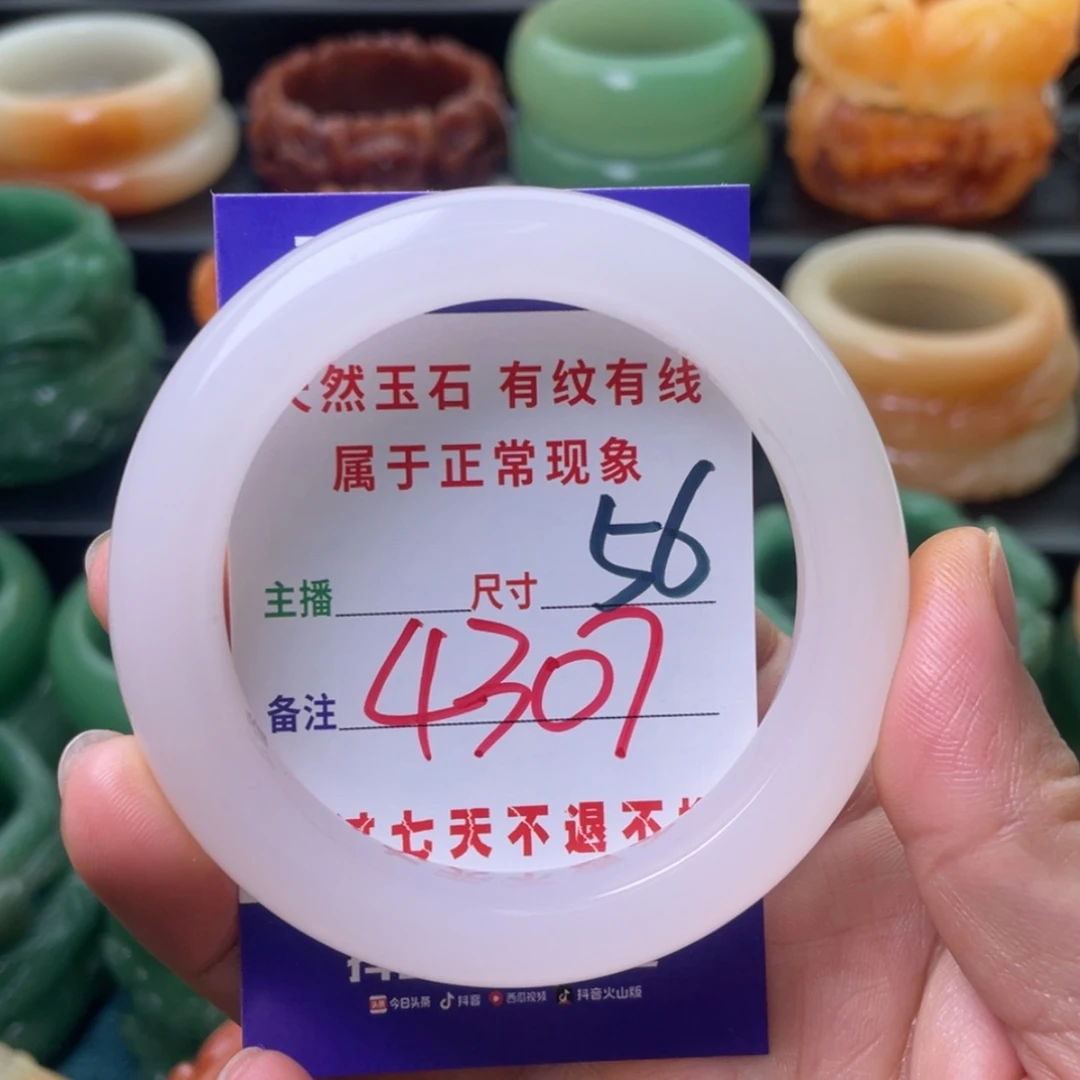 然玉石 有纹有线
属于正常现象
56
主播 尺寸
4307
备注
七天不退不
今日头条 抖音 西瓜视频 抖音火山版